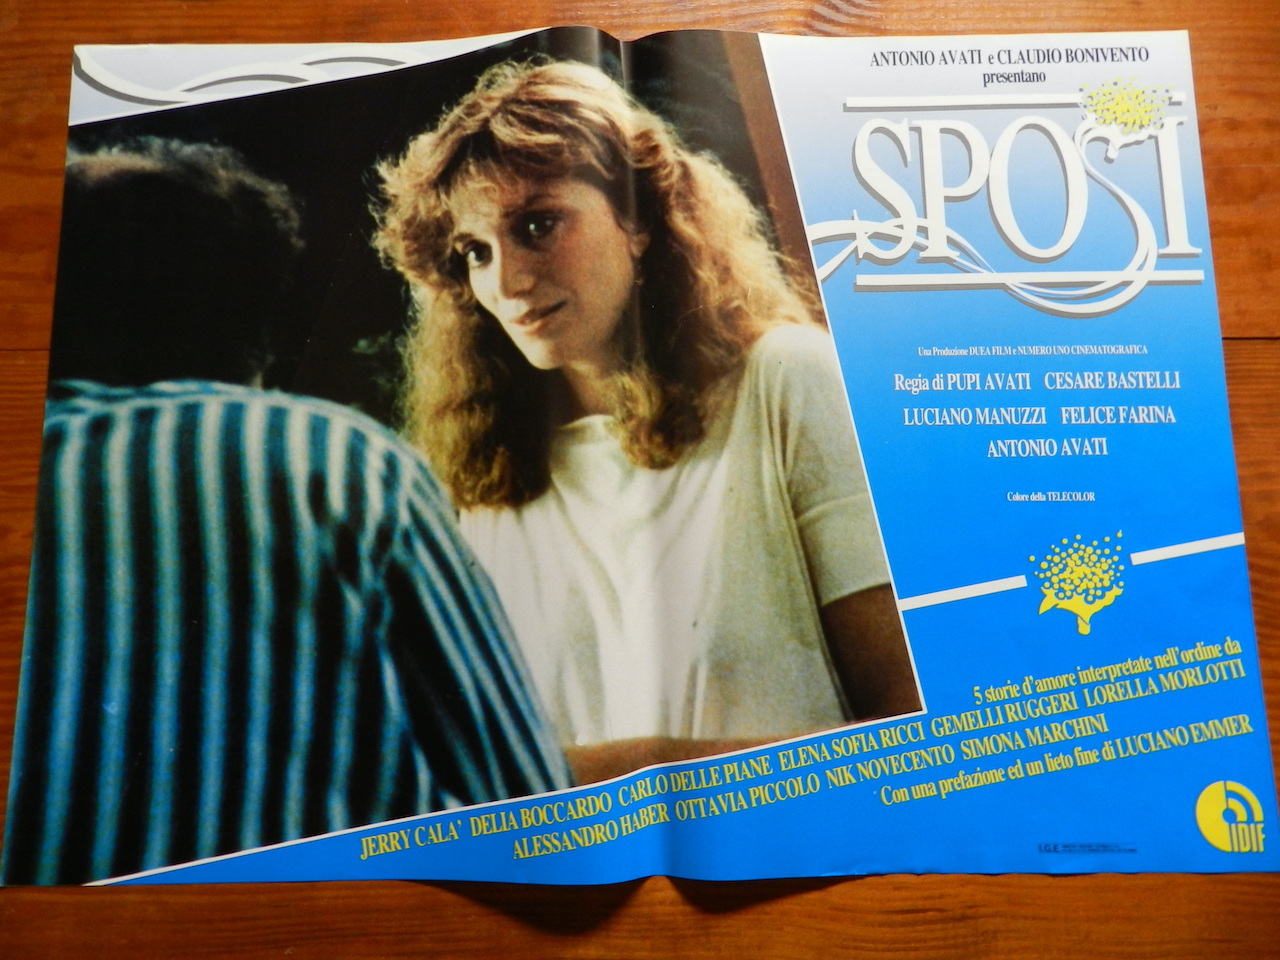 ANTONIO AVATI e CLAUDIO BONIVENTO
presentano
SPOSI
Una Produzione DUEA FILM e NUMERO UNO CINEMATOGRAFICA
Regia di PUPI AVATI CESARE BASTELLI
LUCIANO MANUZZI FELICE FARINA
ANTONIO AVATI
Colore della TELECOLOR
5 storie d'amore interpretate nell'ordine da
JERRY CALA' DELIA BOCCARDO CARLO DELLE PIANE ELENA SOFIA RICCI GEMELLI RUGGERI LORELLA MORLOTTI
ALESSANDRO HABER OTTAVIA PICCOLO NIK NOVECENTO SIMONA MARCHINI
Con una prefazione ed un lieto fine di LUCIANO EMMER
I.G.E.
IDIF